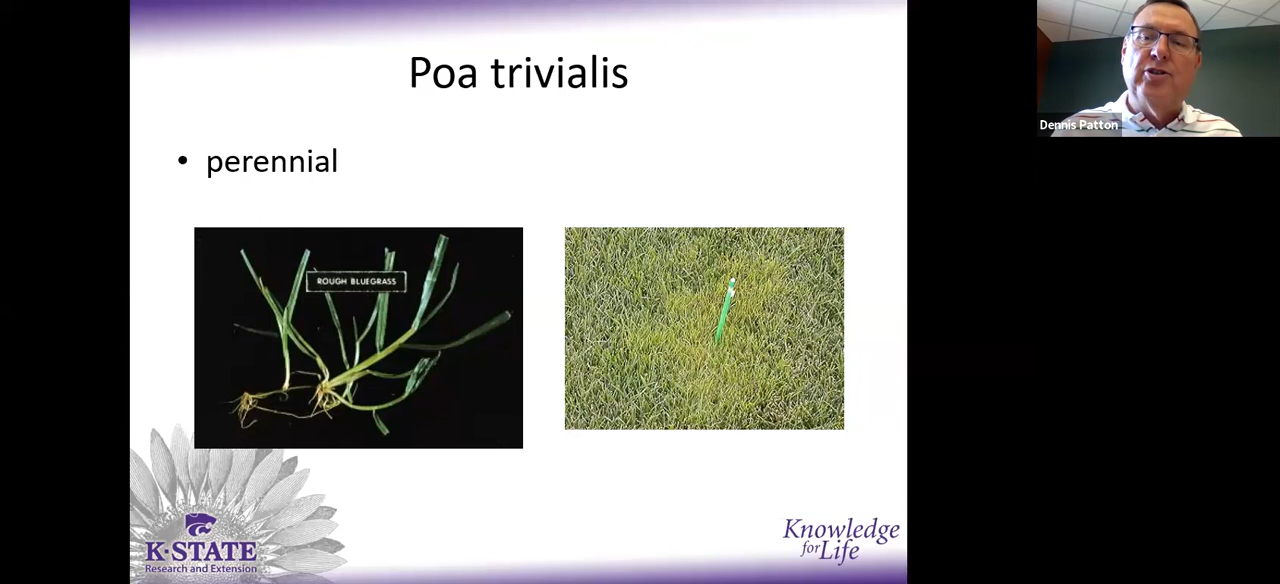 Poa trivialis
• perennial
ROUGH BLUEGRASS
K-STATE
Research and Extension
Knowledge
for Life
Dennis Patton